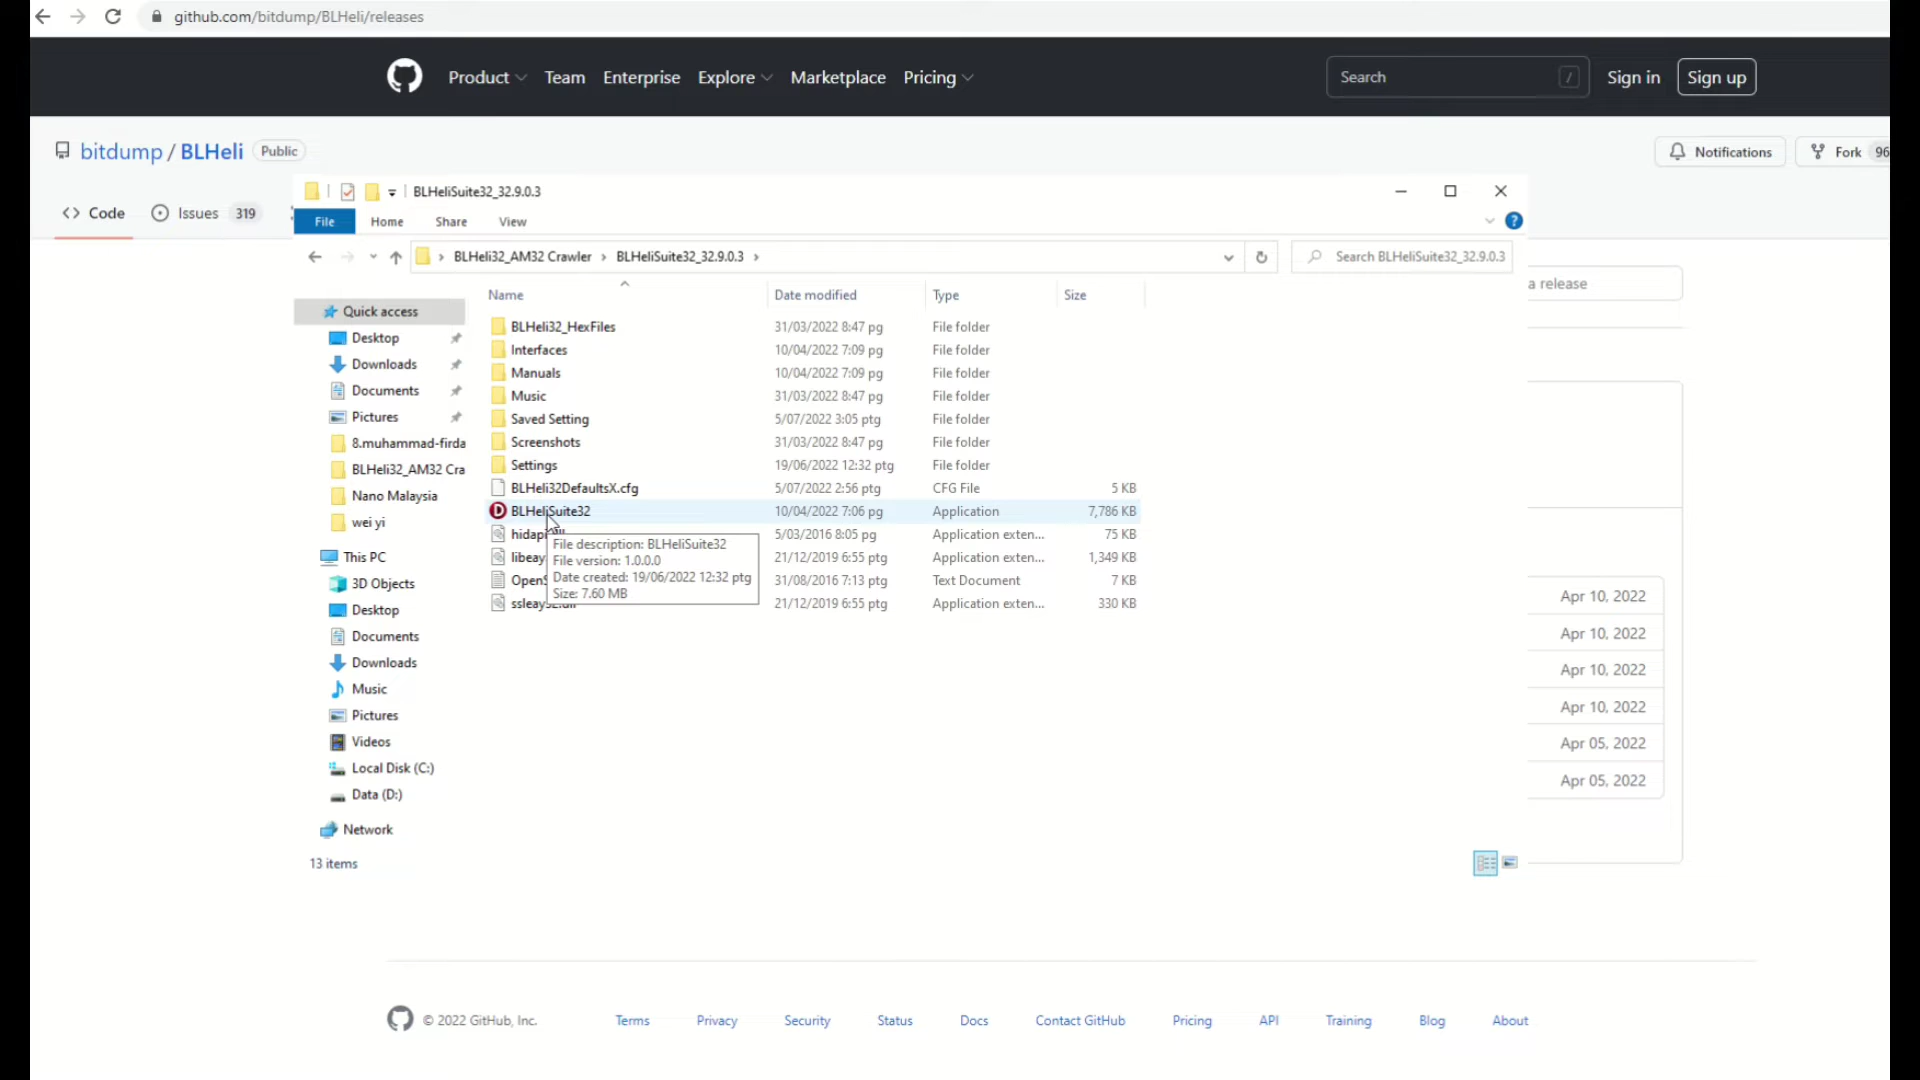 github.com/bitdump/BLHeli/releases
Product Team Enterprise Explore Marketplace Pricing Search / Sign in Sign up
bitdump / BLHeli Public Notifications Fork 96
Code Issues 319
BLHeliSuite32_32.9.0.3
File Home Share View
BLHeli32_AM32 Crawler › BLHeliSuite32_32.9.0.3 › Search BLHeliSuite32_32.9.0.3
a release
Name Date modified Type Size
Quick access
Desktop
Downloads
Documents
Pictures
8.muhammad-firda
BLHeli32_AM32 Cra
Nano Malaysia
wei yi
This PC
3D Objects
Desktop
Documents
Downloads
Music
Pictures
Videos
Local Disk (C:)
Data (D:)
Network
13 items
BLHeli32_HexFiles 31/03/2022 8:47 pg File folder
Interfaces 10/04/2022 7:09 pg File folder
Manuals 10/04/2022 7:09 pg File folder
Music 31/03/2022 8:47 pg File folder
Saved Setting 5/07/2022 3:05 ptg File folder
Screenshots 31/03/2022 8:47 pg File folder
Settings 19/06/2022 12:32 ptg File folder
BLHeli32DefaultsX.cfg 5/07/2022 2:56 ptg CFG File 5 KB
BLHeliSuite32 10/04/2022 7:06 pg Application 7,786 KB
hidapi 5/03/2016 8:05 pg Application exten... 75 KB
libeay 21/12/2019 6:55 ptg Application exten... 1,349 KB
OpenS 31/08/2016 7:13 ptg Text Document 7 KB
21/12/2019 6:55 ptg Application exten... 330 KB
File description: BLHeliSuite32
File version: 1.0.0.0
Date created: 19/06/2022 12:32 ptg
Size: 7.60 MB
Apr 10, 2022
Apr 10, 2022
Apr 10, 2022
Apr 10, 2022
Apr 05, 2022
Apr 05, 2022
© 2022 GitHub, Inc. Terms Privacy Security Status Docs Contact GitHub Pricing API Training Blog About